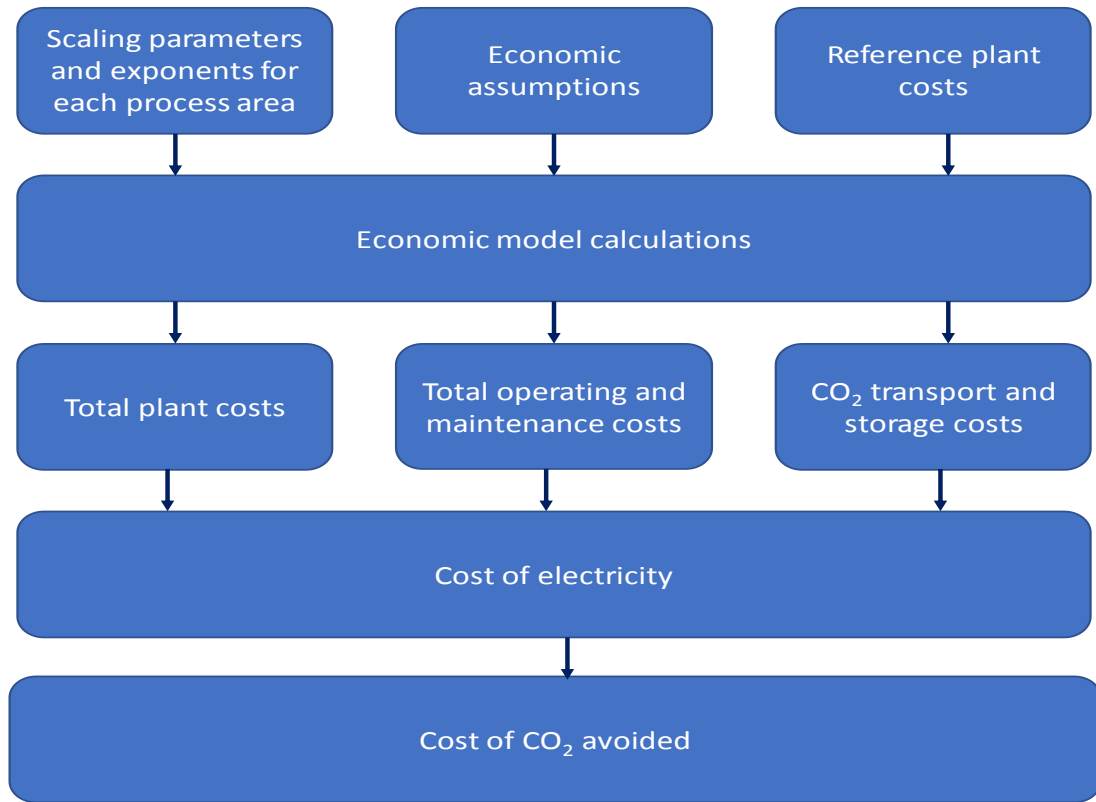 Scaling parameters
and exponents for
each process area
Economic
assumptions
Reference plant
costs
Economic model calculations
Total plant costs
Total operating and
maintenance costs
CO₂ transport and
storage costs
Cost of electricity
Cost of CO₂ avoided